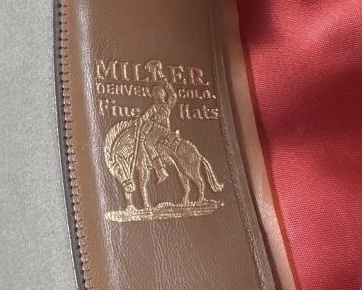 MILLER
DENVER, COLO.
Fine Hats